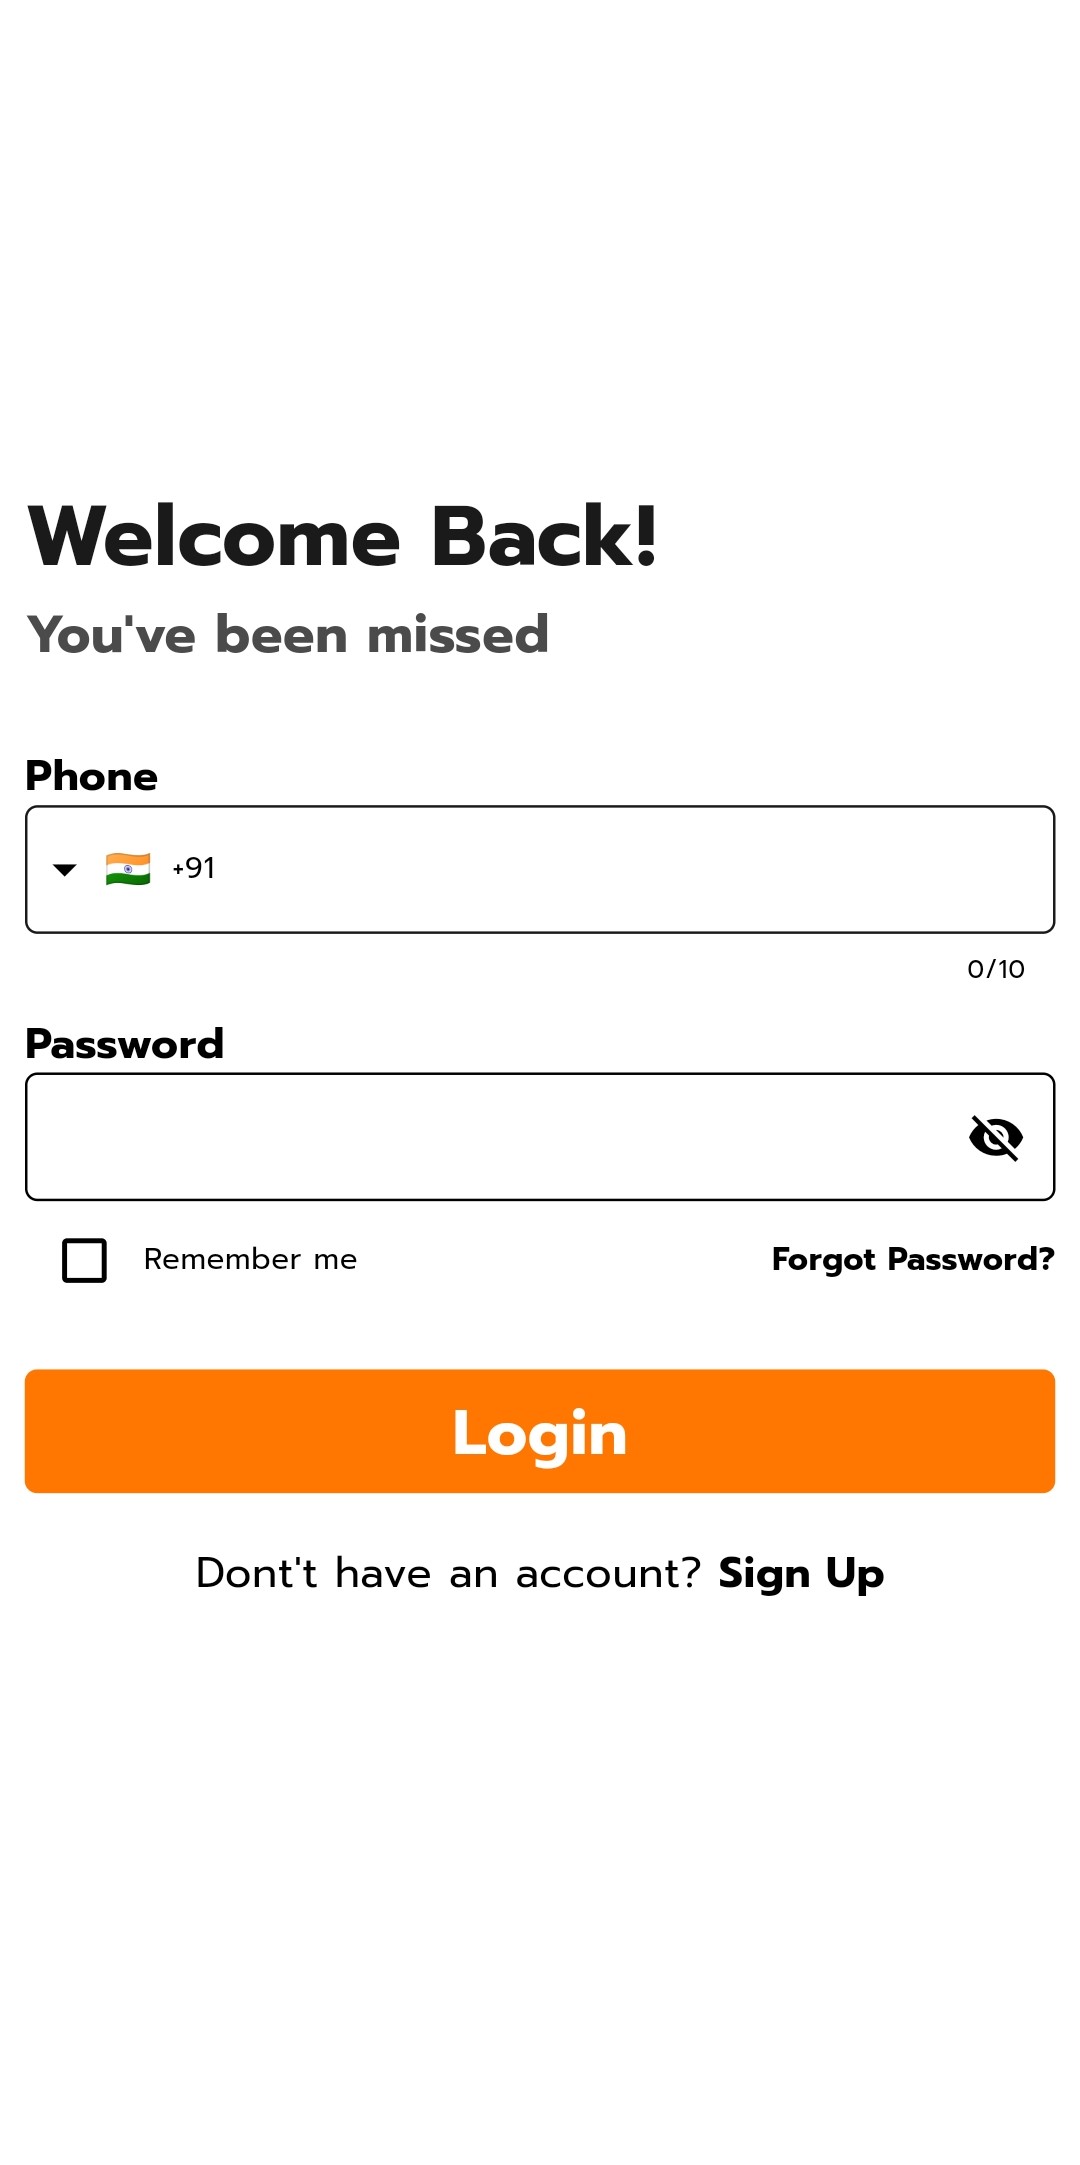 Welcome Back!
You've been missed
Phone
+91
0/10
Password
Remember me Forgot Password?
Login
Dont't have an account? Sign Up